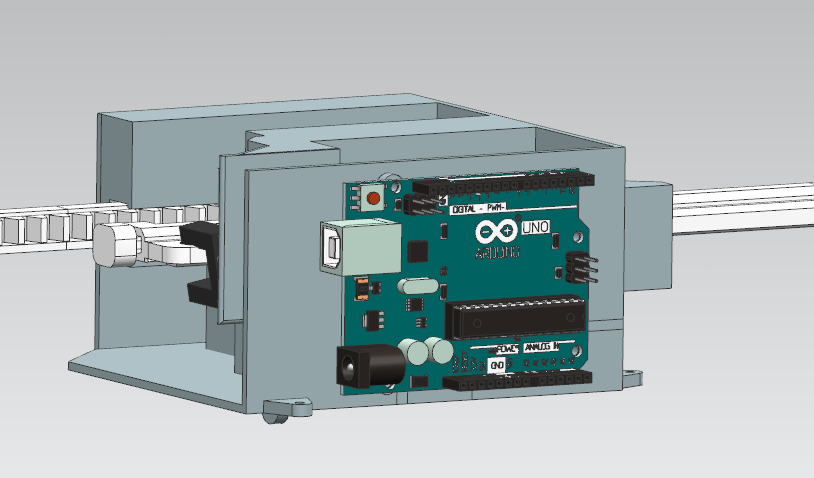 DIGITAL - PWM~
UNO
ARDUINO
POWER ANALOG IN
GND